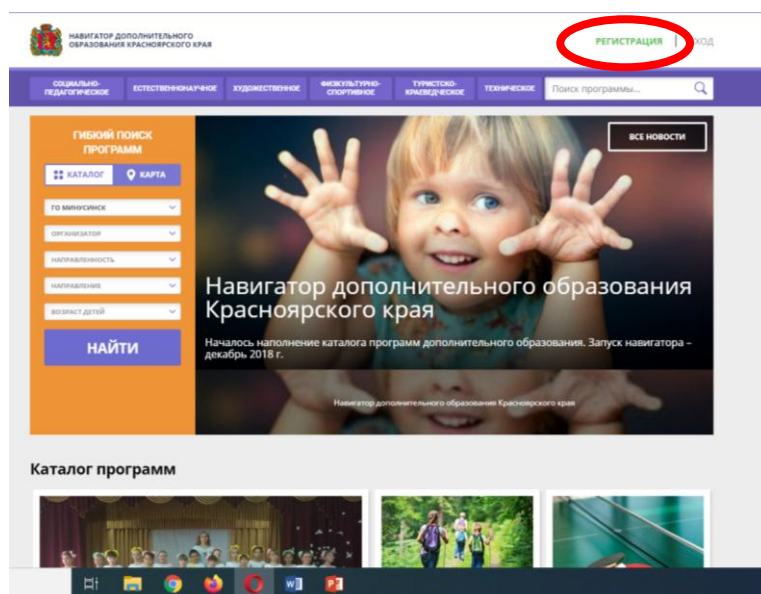 НАВИГАТОР ДОПОЛНИТЕЛЬНОГО
ОБРАЗОВАНИЯ КРАСНОЯРСКОГО КРАЯ
РЕГИСТРАЦИЯ
СОЦИАЛЬНО-
ПЕДАГОГИЧЕСКОЕ
ЕСТЕСТВЕННОНАУЧНОЕ
ХУДОЖЕСТВЕННОЕ
ФИЗКУЛЬТУРНО-
СПОРТИВНОЕ
ТУРИСТСКО-
КРАЕВЕДЧЕСКОЕ
ТЕХНИЧЕСКОЕ
Поиск программы...
ГИБКИЙ ПОИСК
ПРОГРАММ
КАТАЛОГ
КАРТА
ГО МИНУСИНСК
ОРГАНИЗАТОР
НАПРАВЛЕННОСТЬ
НАПРАВЛЕНИЕ
ВОЗРАСТ ДЕТЕЙ
НАЙТИ
ВСЕ НОВОСТИ
Навигатор дополнительного образования
Красноярского края
Началось наполнение каталога программ дополнительного образования. Запуск навигатора –
декабрь 2018 г.
Навигатор дополнительного образования Красноярского края
Каталог программ